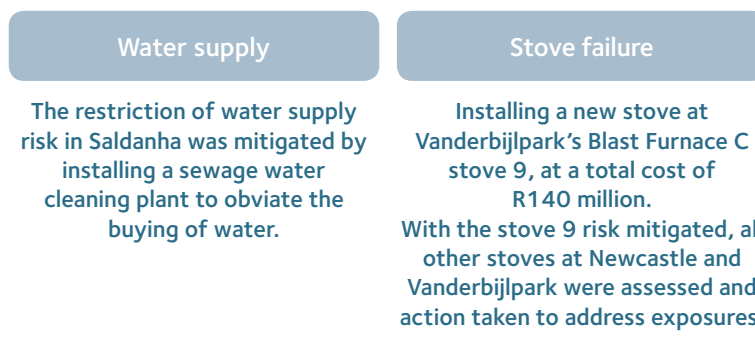 Water supply
The restriction of water supply
risk in Saldanha was mitigated by
installing a sewage water
cleaning plant to obviate the
buying of water.
Stove failure
Installing a new stove at
Vanderbijlpark’s Blast Furnace C
stove 9, at a total cost of
R140 million.
With the stove 9 risk mitigated,
other stoves at Newcastle and
Vanderbijlpark were assessed and
action taken to address exposures